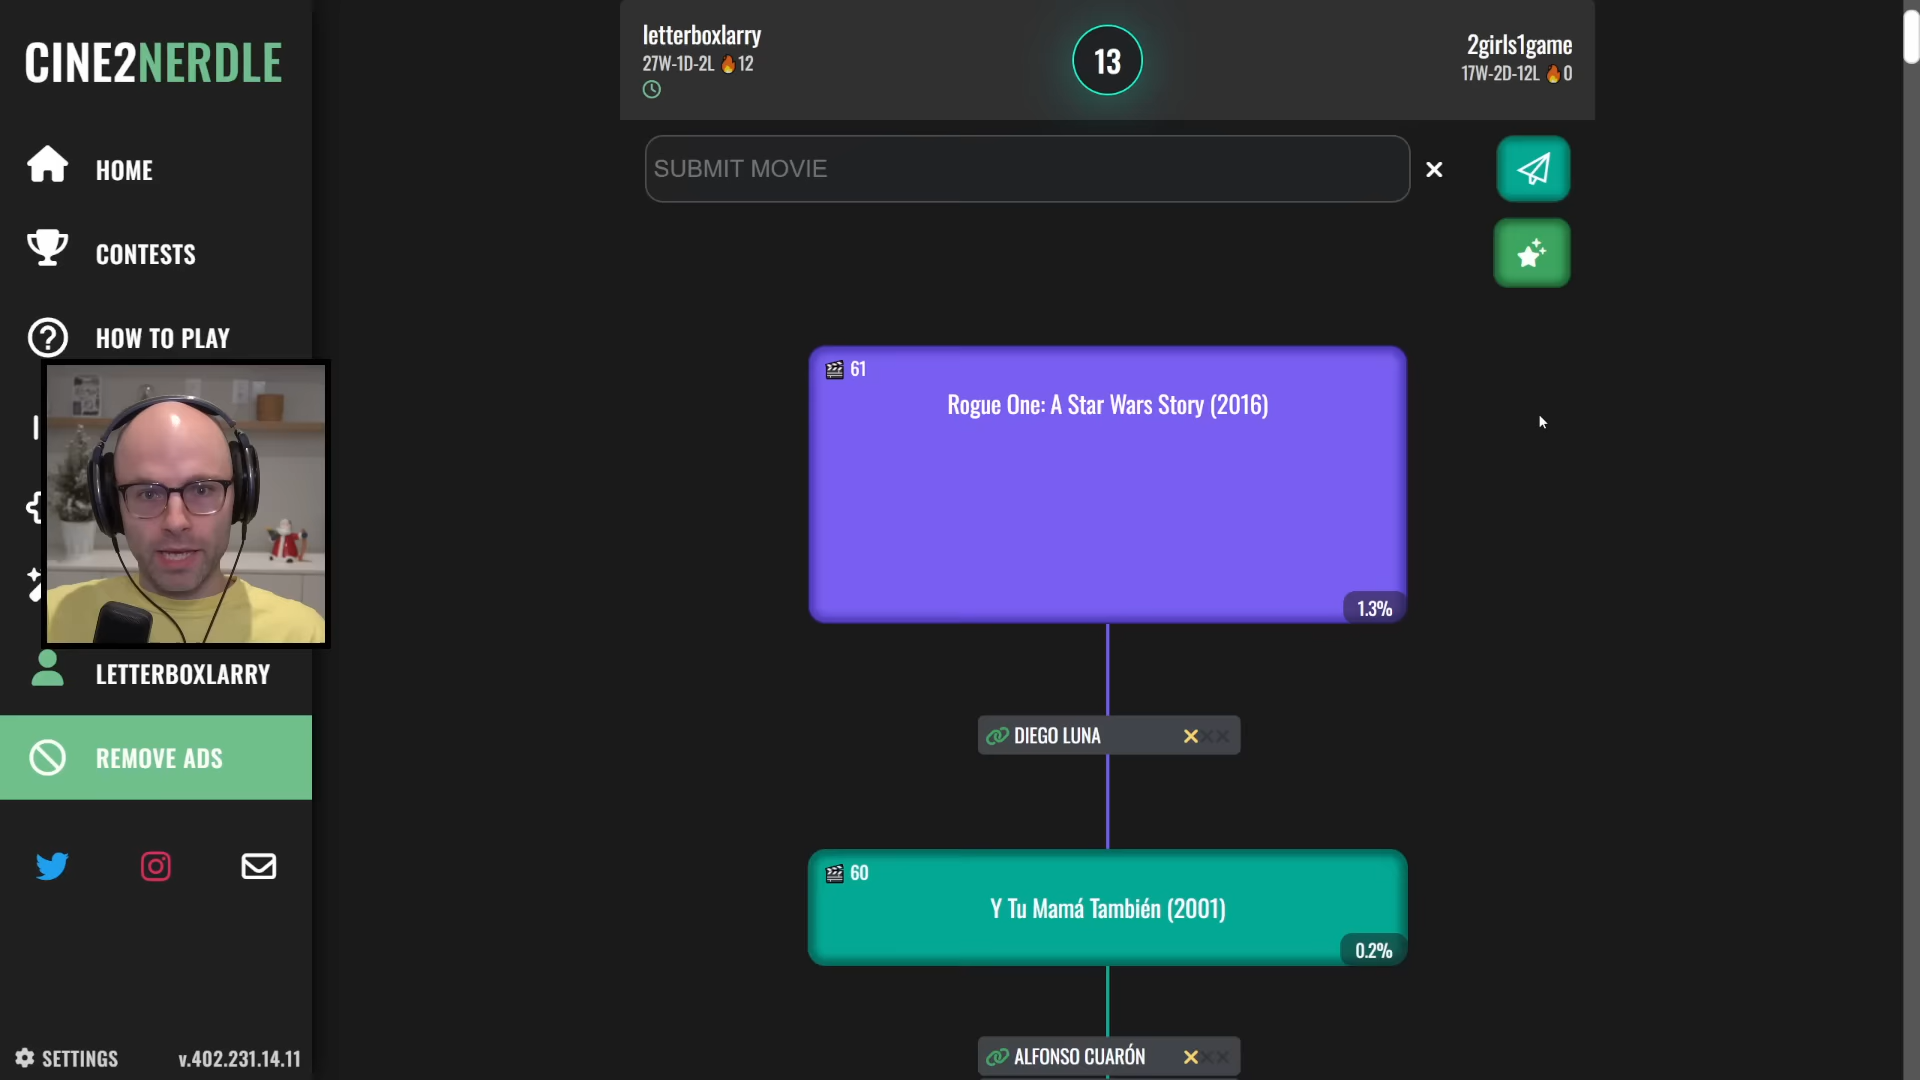 CINE2NERDLE
HOME
CONTESTS
HOW TO PLAY
LETTERBOXLARRY
REMOVE ADS
SETTINGS
v.402.231.14.11
letterboxlarry
27W-1D-2L 🔥12
13
2girls1game
17W-2D-12L 🔥0
SUBMIT MOVIE
61
Rogue One: A Star Wars Story (2016)
1.3%
DIEGO LUNA
60
Y Tu Mamá También (2001)
0.2%
ALFONSO CUARÓN